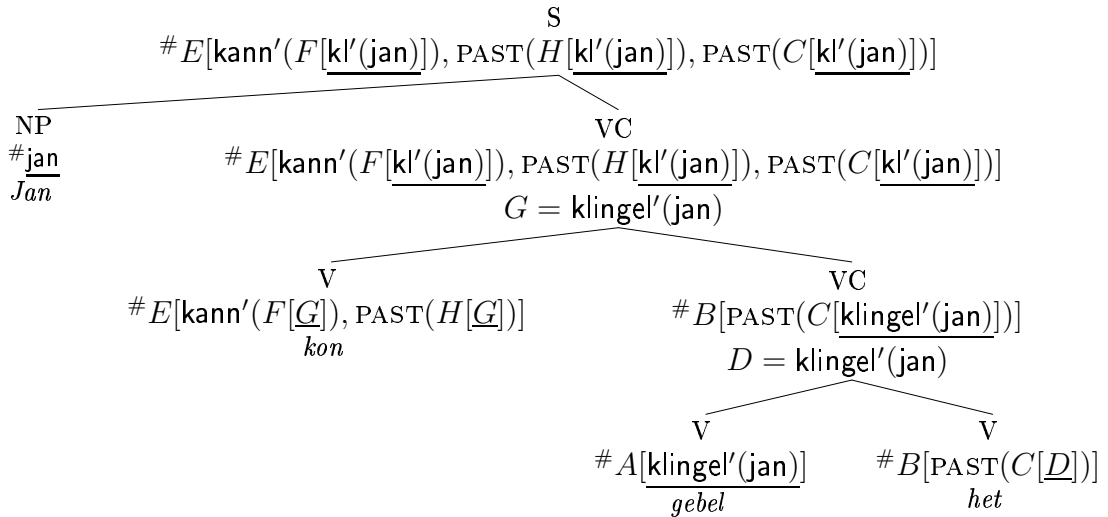 S
#E[kann′(F[kl′(jan)]), PAST(H[kl′(jan)]), PAST(C[kl′(jan)])]
NP VC
#jan #E[kann′(F[kl′(jan)]), PAST(H[kl′(jan)]), PAST(C[kl′(jan)])]
Jan
G = klingel′(jan)
V VC
#E[kann′(F[G]), PAST(H[G])] #B[PAST(C[klingel′(jan)])]
kon
D = klingel′(jan)
V V
#A[klingel′(jan)] #B[PAST(C[D])]
gebel het